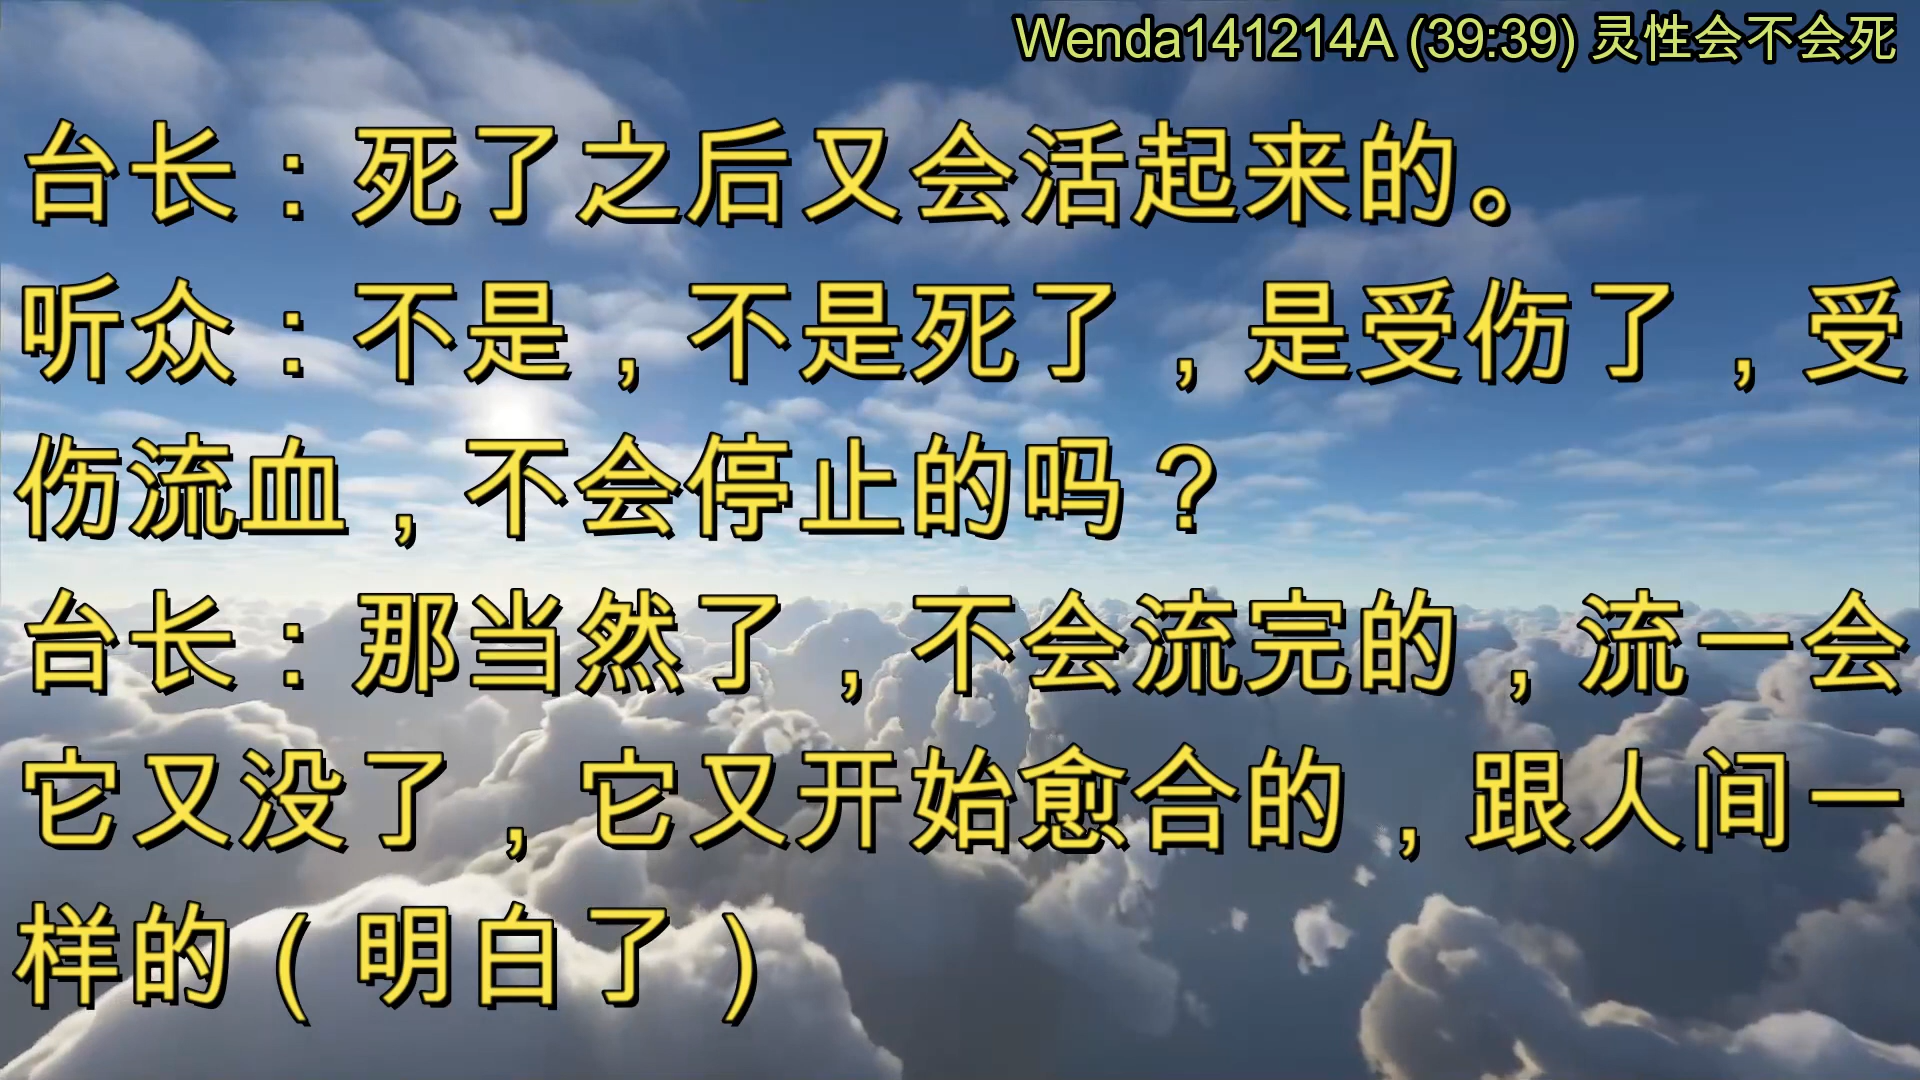 Wenda141214A (39:39) 灵性会不会死
台长：死了之后又会活起来的。
听众：不是，不是死了，是受伤了，受
伤流血，不会停止的吗？
台长：那当然了，不会流完的，流一会
它又没了，它又开始愈合的，跟人间一
样的（明白了）